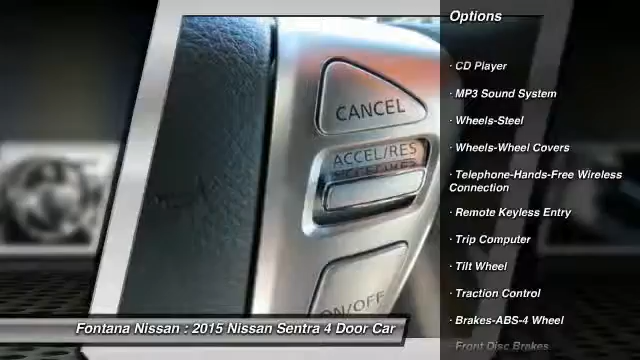 Options
· CD Player
· MP3 Sound System
· Wheels-Steel
· Wheels-Wheel Covers
· Telephone-Hands-Free Wireless
Connection
· Remote Keyless Entry
· Trip Computer
· Tilt Wheel
· Traction Control
· Brakes-ABS-4 Wheel
· Front Disc Brakes
CANCEL
ACCEL/RES
ON/OFF
Fontana Nissan : 2015 Nissan Sentra 4 Door Car